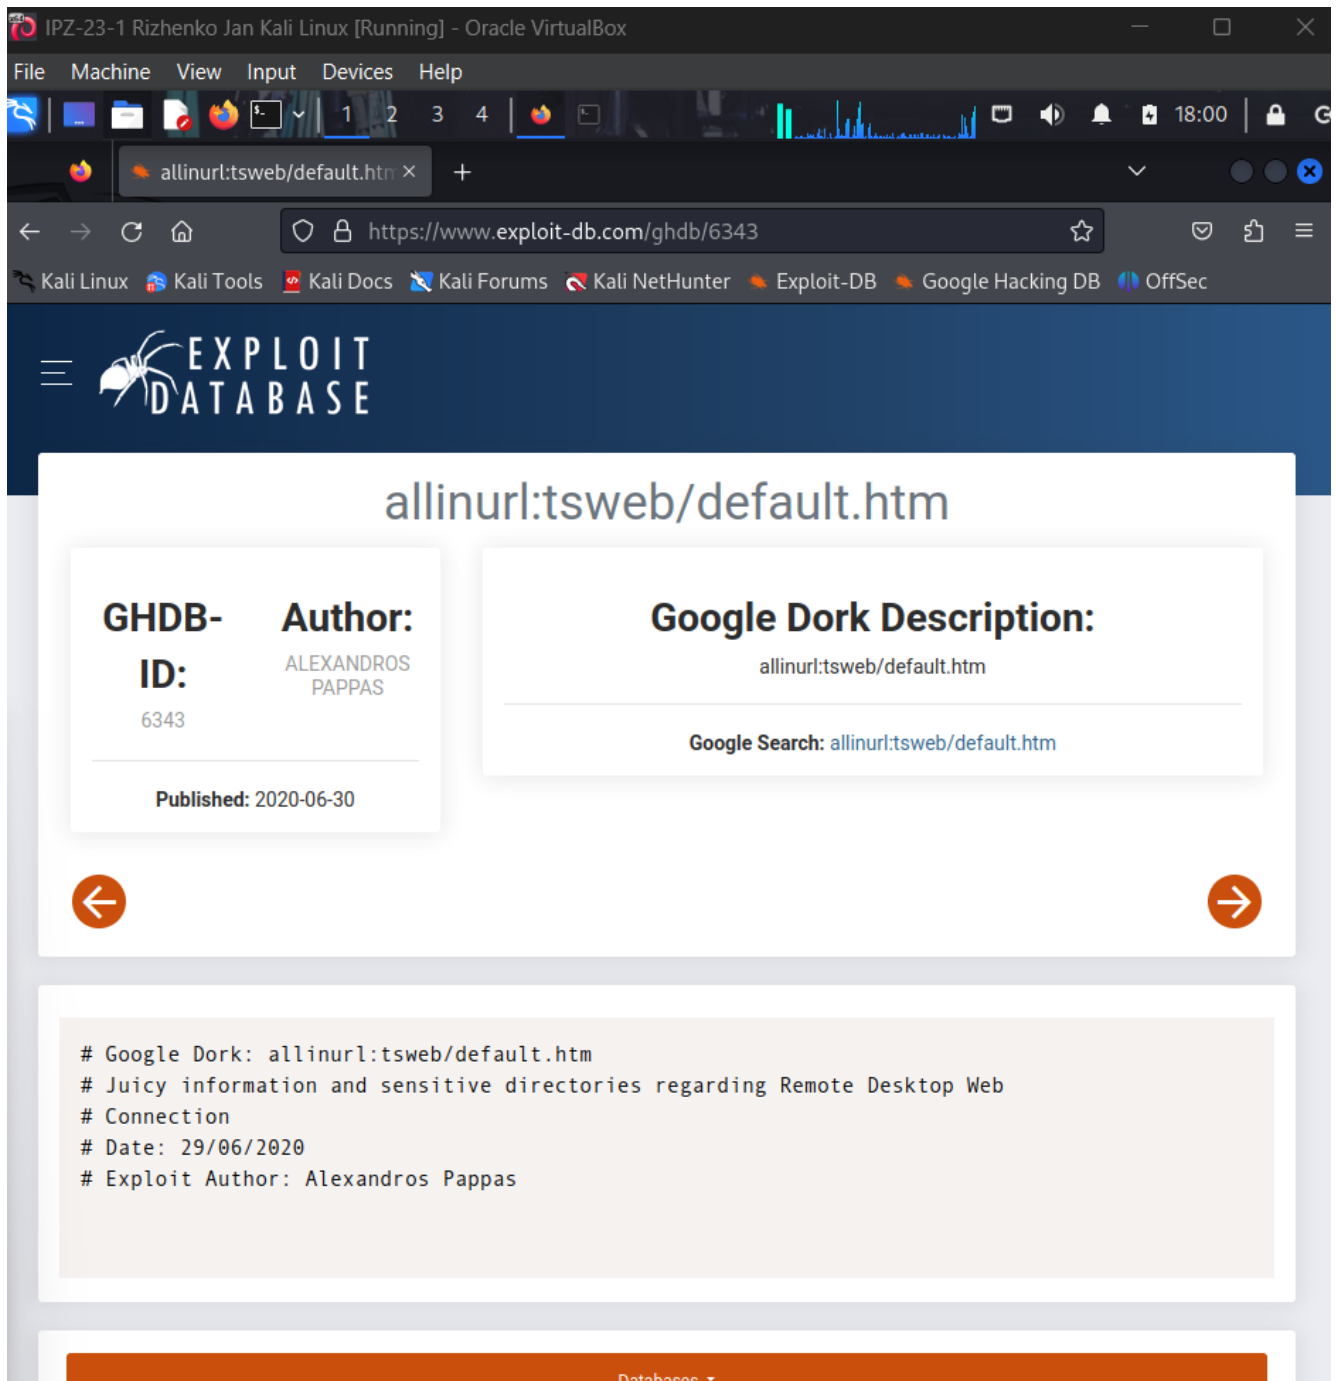 IPZ-23-1 Rizhenko Jan Kali Linux [Running] - Oracle VirtualBox
File Machine View Input Devices Help
1 2 3 4 18:00
allinurl:tsweb/default.htm
https://www.exploit-db.com/ghdb/6343
Kali Linux Kali Tools Kali Docs Kali Forums Kali NetHunter Exploit-DB Google Hacking DB OffSec
EXPLOIT
DATABASE
allinurl:tsweb/default.htm
GHDB-
ID:
6343
Author:
ALEXANDROS
PAPPAS
Published: 2020-06-30
Google Dork Description:
allinurl:tsweb/default.htm
Google Search: allinurl:tsweb/default.htm
# Google Dork: allinurl:tsweb/default.htm
# Juicy information and sensitive directories regarding Remote Desktop Web
# Connection
# Date: 29/06/2020
# Exploit Author: Alexandros Pappas
Databases